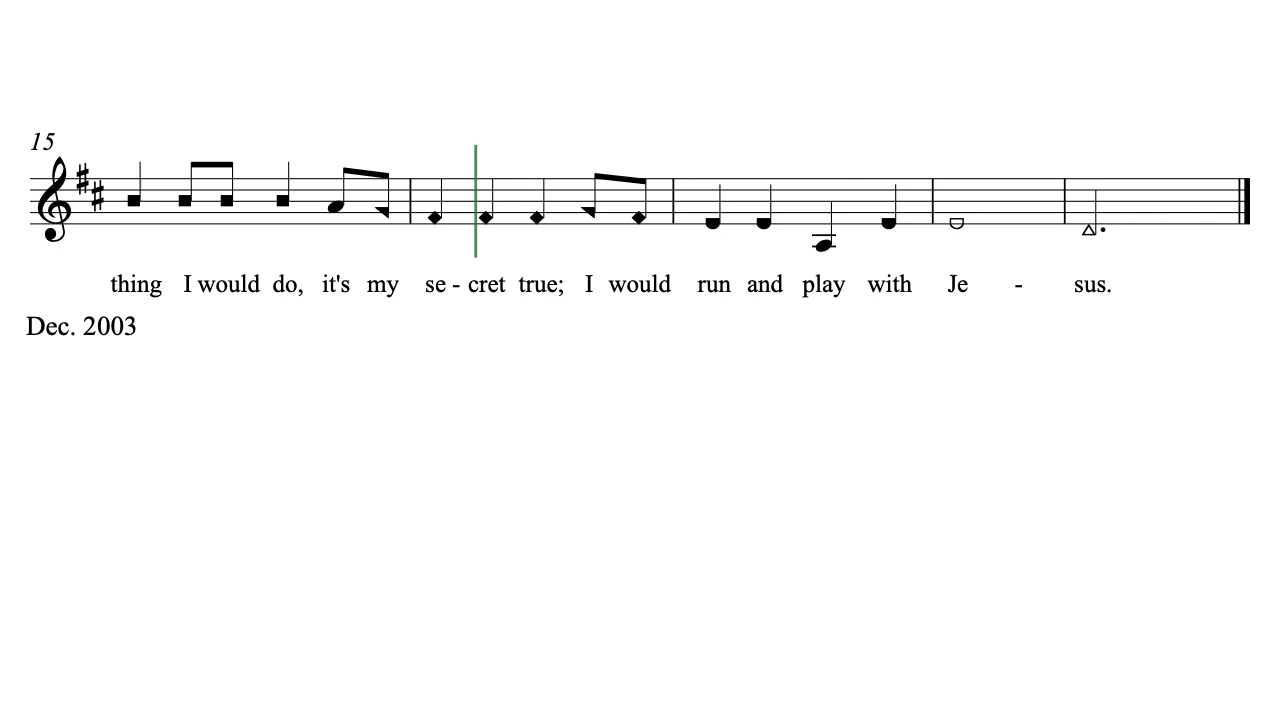 15
thing I would do, it's my se - cret true; I would run and play with Je - sus.
Dec. 2003